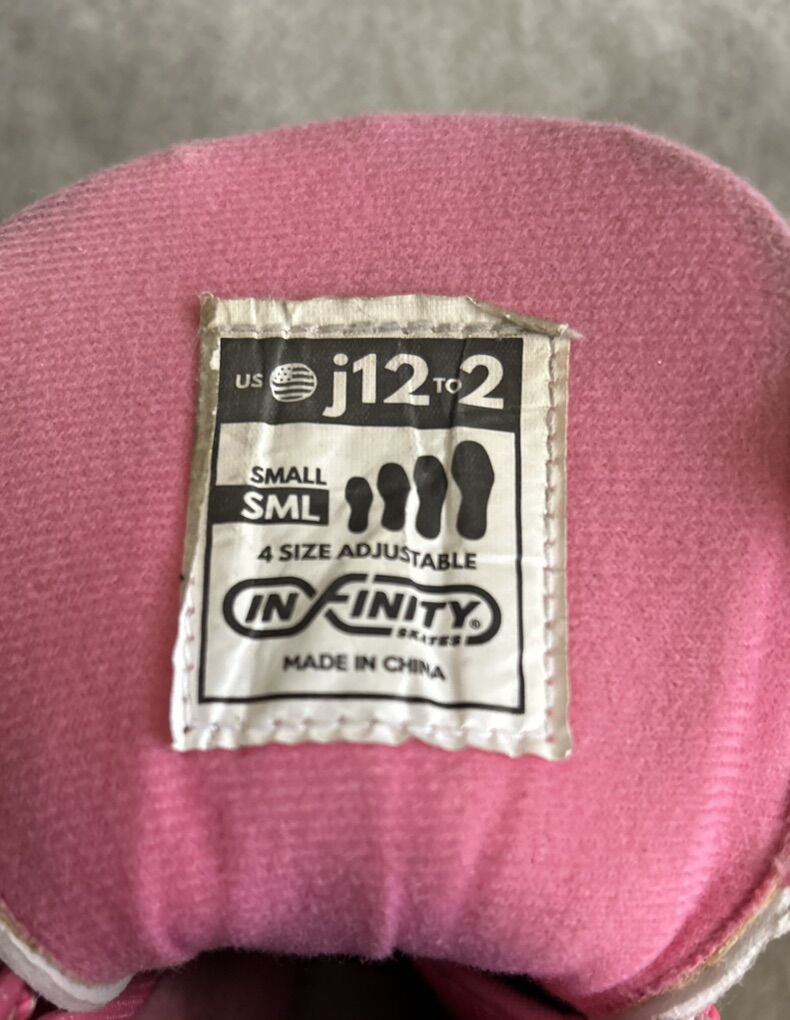 US j12 TO 2
SMALL
SML
4 SIZE ADJUSTABLE
INFINITY®
SKATES
MADE IN CHINA